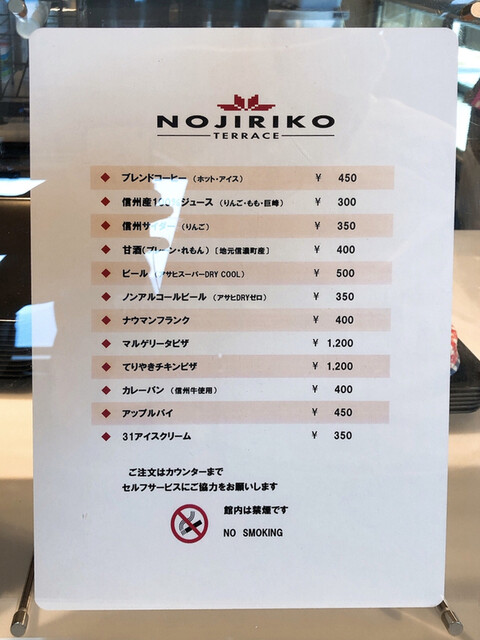 NOJIRIKO
TERRACE
◆ ブレンドコーヒー (ホット・アイス) ¥ 450
◆ 信州産100%ジュース (りんご・もも・巨峰) ¥ 300
◆ 信州サイダー (りんご) ¥ 350
◆ 甘酒(プレーン・れもん) [地元信濃町産] ¥ 400
◆ ビール (アサヒスーパーDRY COOL) ¥ 500
◆ ノンアルコールビール (アサヒDRYゼロ) ¥ 350
◆ ナウマンフランク ¥ 400
◆ マルゲリータピザ ¥ 1,200
◆ てりやきチキンピザ ¥ 1,200
◆ カレーパン (信州牛使用) ¥ 400
◆ アップルパイ ¥ 450
◆ 31アイスクリーム ¥ 350
ご注文はカウンターまで
セルフサービスにご協力をお願いします
館内は禁煙です
NO SMOKING